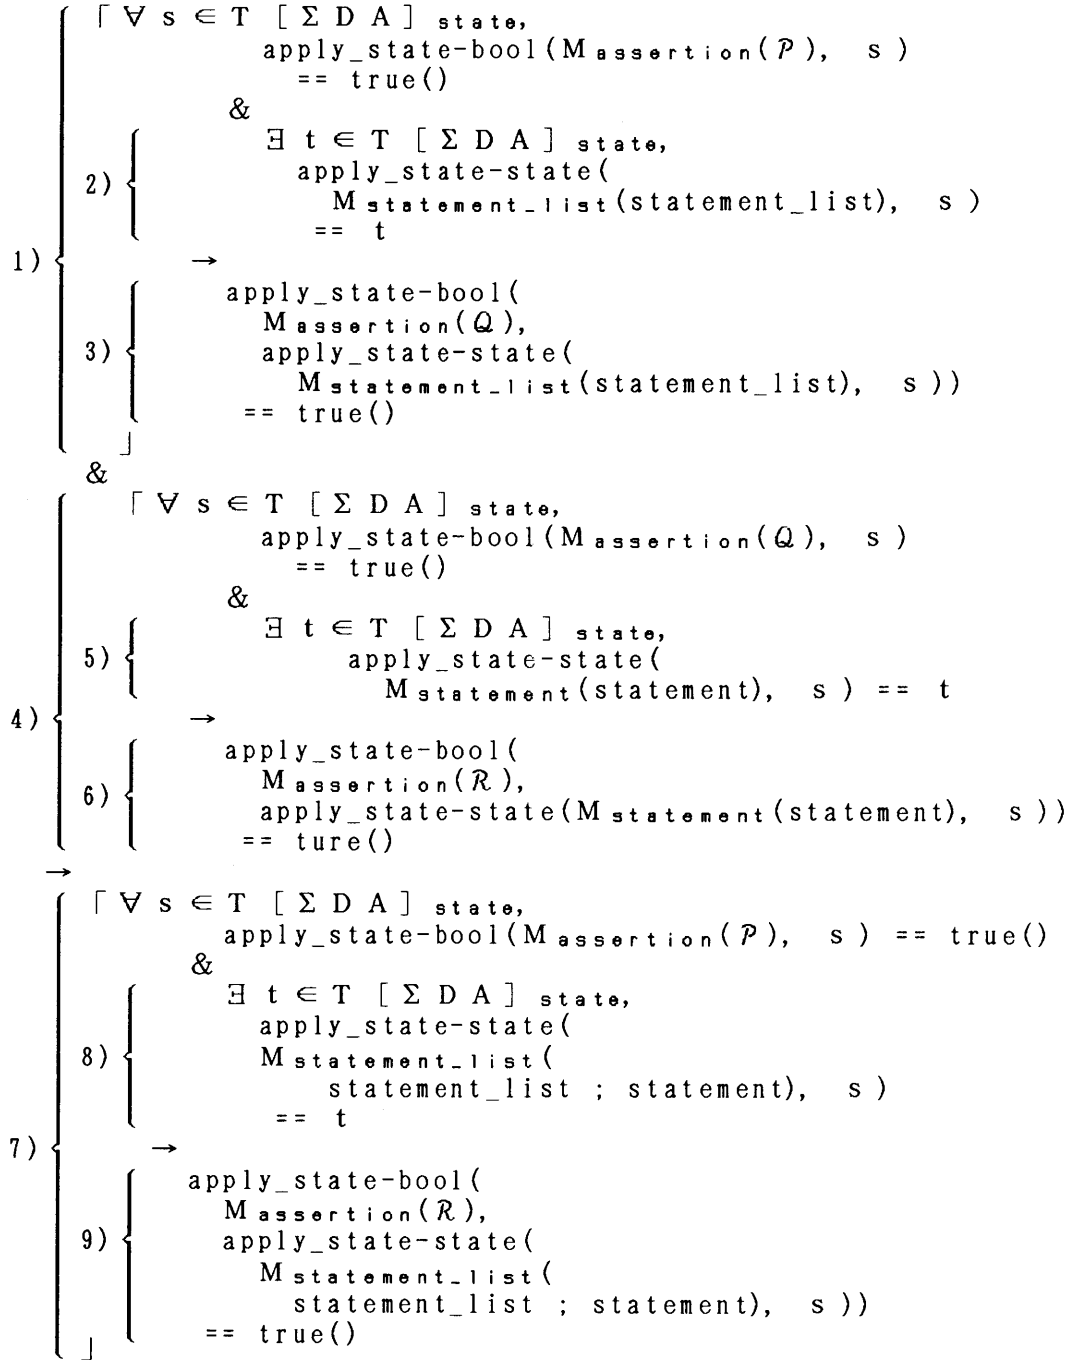 ⌈ ∀ s ∈ T [ Σ D A ] state,
apply_state-bool(M assertion(𝒫), s )
== true()
&
∃ t ∈ T [ Σ D A ] state,
2) apply_state-state(
M statement_list(statement_list), s )
== t
1) →
apply_state-bool(
M assertion(𝒬),
3) apply_state-state(
M statement_list(statement_list), s ))
== true()
⌋
&
⌈ ∀ s ∈ T [ Σ D A ] state,
apply_state-bool(M assertion(𝒬), s )
== true()
&
∃ t ∈ T [ Σ D A ] state,
5) apply_state-state(
M statement(statement), s ) == t
4) →
apply_state-bool(
M assertion(ℛ),
6) apply_state-state(M statement(statement), s ))
== ture()
→
⌈ ∀ s ∈ T [ Σ D A ] state,
apply_state-bool(M assertion(𝒫), s ) == true()
&
∃ t ∈ T [ Σ D A ] state,
apply_state-state(
8) M statement_list(
statement_list ; statement), s )
== t
7) →
apply_state-bool(
M assertion(ℛ),
9) apply_state-state(
M statement_list(
statement_list ; statement), s ))
== true()
⌋